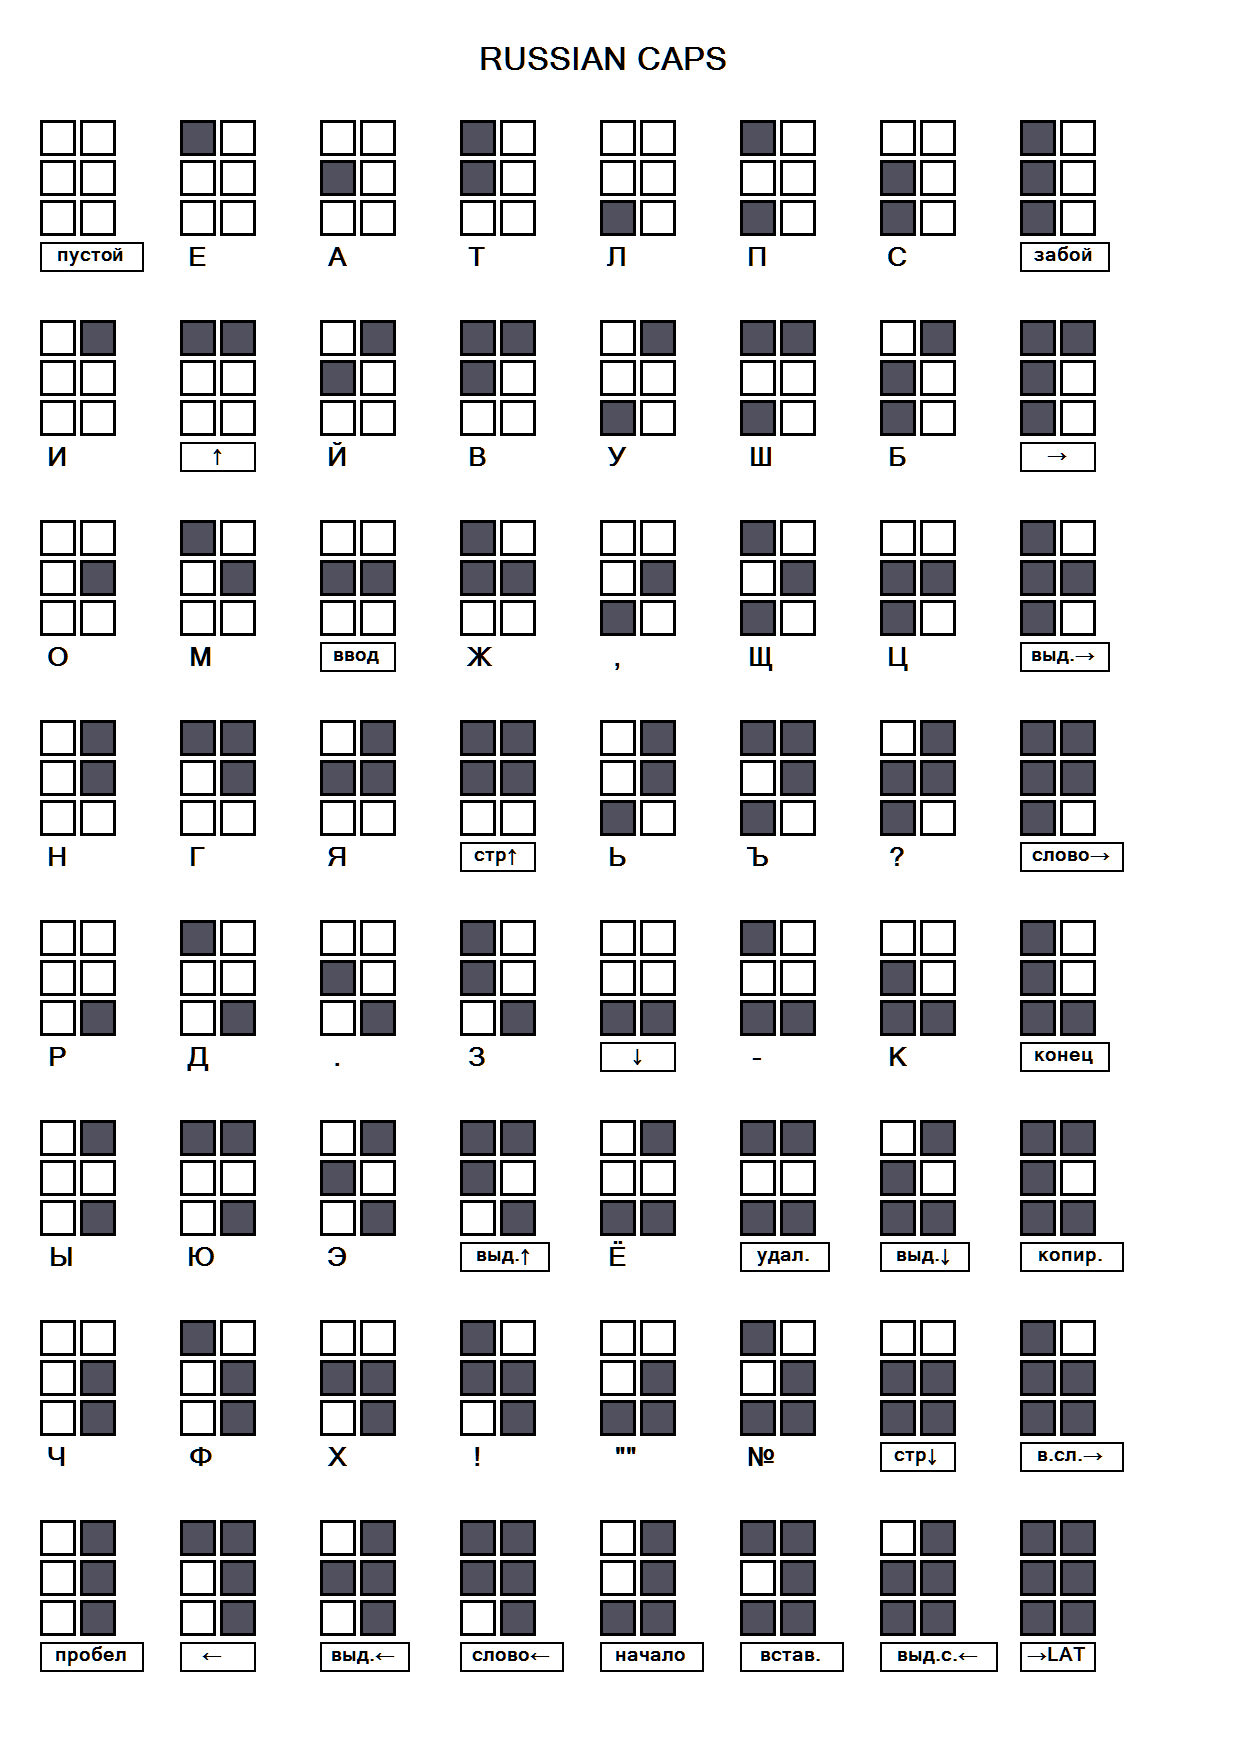 RUSSIAN CAPS
пустой Е А Т Л П С забой
И ↑ Й В У Ш Б →
О М ввод Ж , Щ Ц выд.→
Н Г Я стр↑ Ь Ъ ? слово→
Р Д . З ↓ - К конец
Ы Ю Э выд.↑ Ё удал. выд.↓ копир.
Ч Ф Х ! "" № стр↓ в.сл.→
пробел ← выд.← слово← начало встав. выд.с.← →LAT